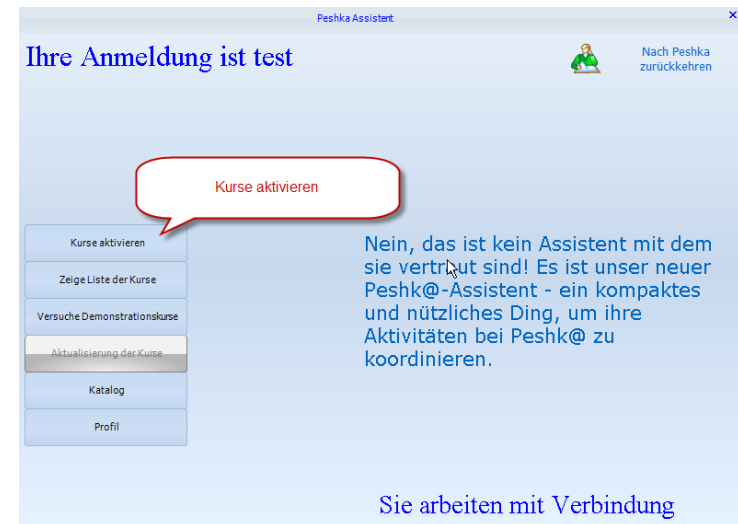 Peshka Assistent
x
Ihre Anmeldung ist test
Nach Peshka
zurückkehren
Kurse aktivieren
Kurse aktivieren
Zeige Liste der Kurse
Versuche Demonstrationskurse
Aktualisierung der Kurse
Katalog
Profil
Nein, das ist kein Assistent mit dem
sie vertraut sind! Es ist unser neuer
Peshk@-Assistent - ein kompaktes
und nützliches Ding, um ihre
Aktivitäten bei Peshk@ zu
koordinieren.
Sie arbeiten mit Verbindung